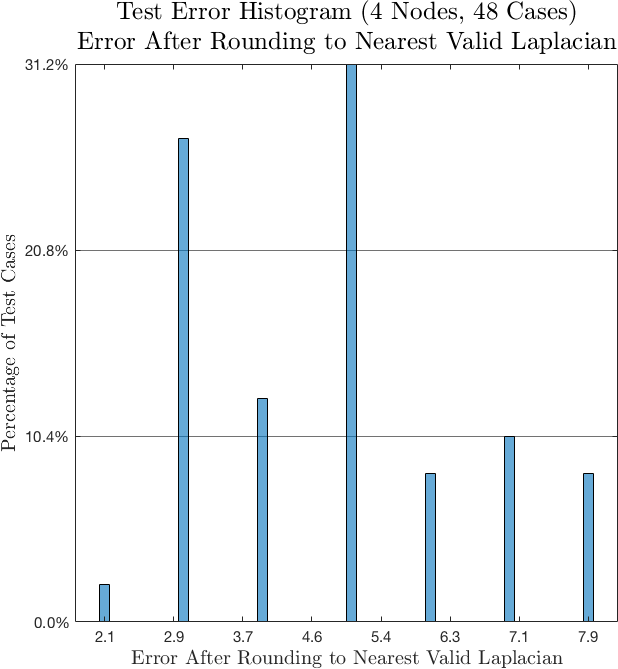 Test Error Histogram (4 Nodes, 48 Cases)
Error After Rounding to Nearest Valid Laplacian
31.2%
20.8%
10.4%
0.0%
Percentage of Test Cases
2.1 2.9 3.7 4.6 5.4 6.3 7.1 7.9
Error After Rounding to Nearest Valid Laplacian